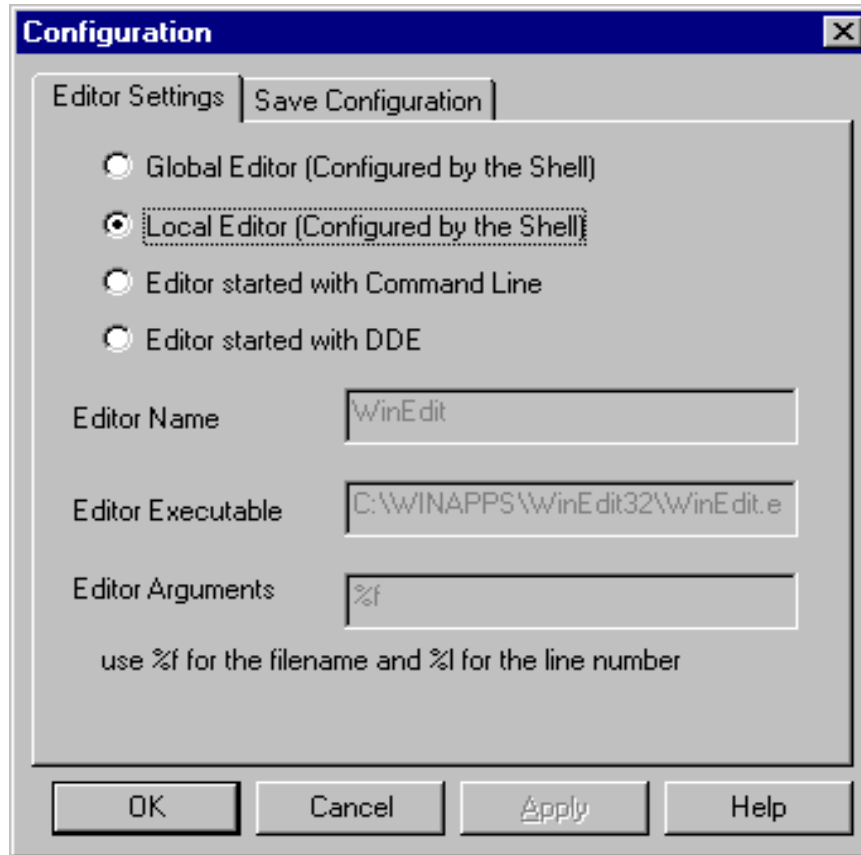 Configuration
Editor Settings
Save Configuration
Global Editor (Configured by the Shell)
Local Editor (Configured by the Shell)
Editor started with Command Line
Editor started with DDE
Editor Name
WinEdit
Editor Executable
C:\WINAPPS\WinEdit32\WinEdit.e
Editor Arguments
%f
use %f for the filename and %l for the line number
OK
Cancel
Apply
Help